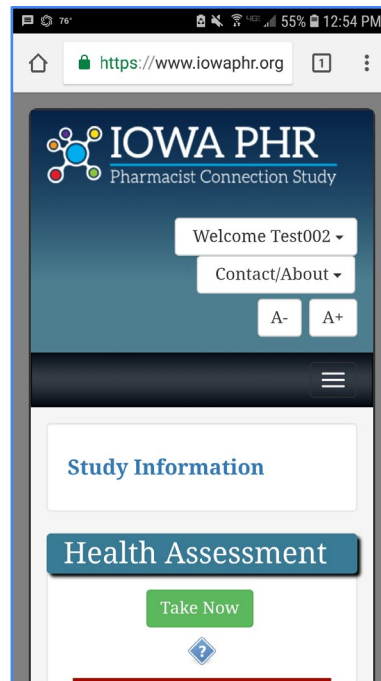 76°
4G 55% 12:54 PM
https://www.iowaphr.org
1
IOWA PHR
Pharmacist Connection Study
Welcome Test002
Contact/About
A- A+
Study Information
Health Assessment
Take Now
?